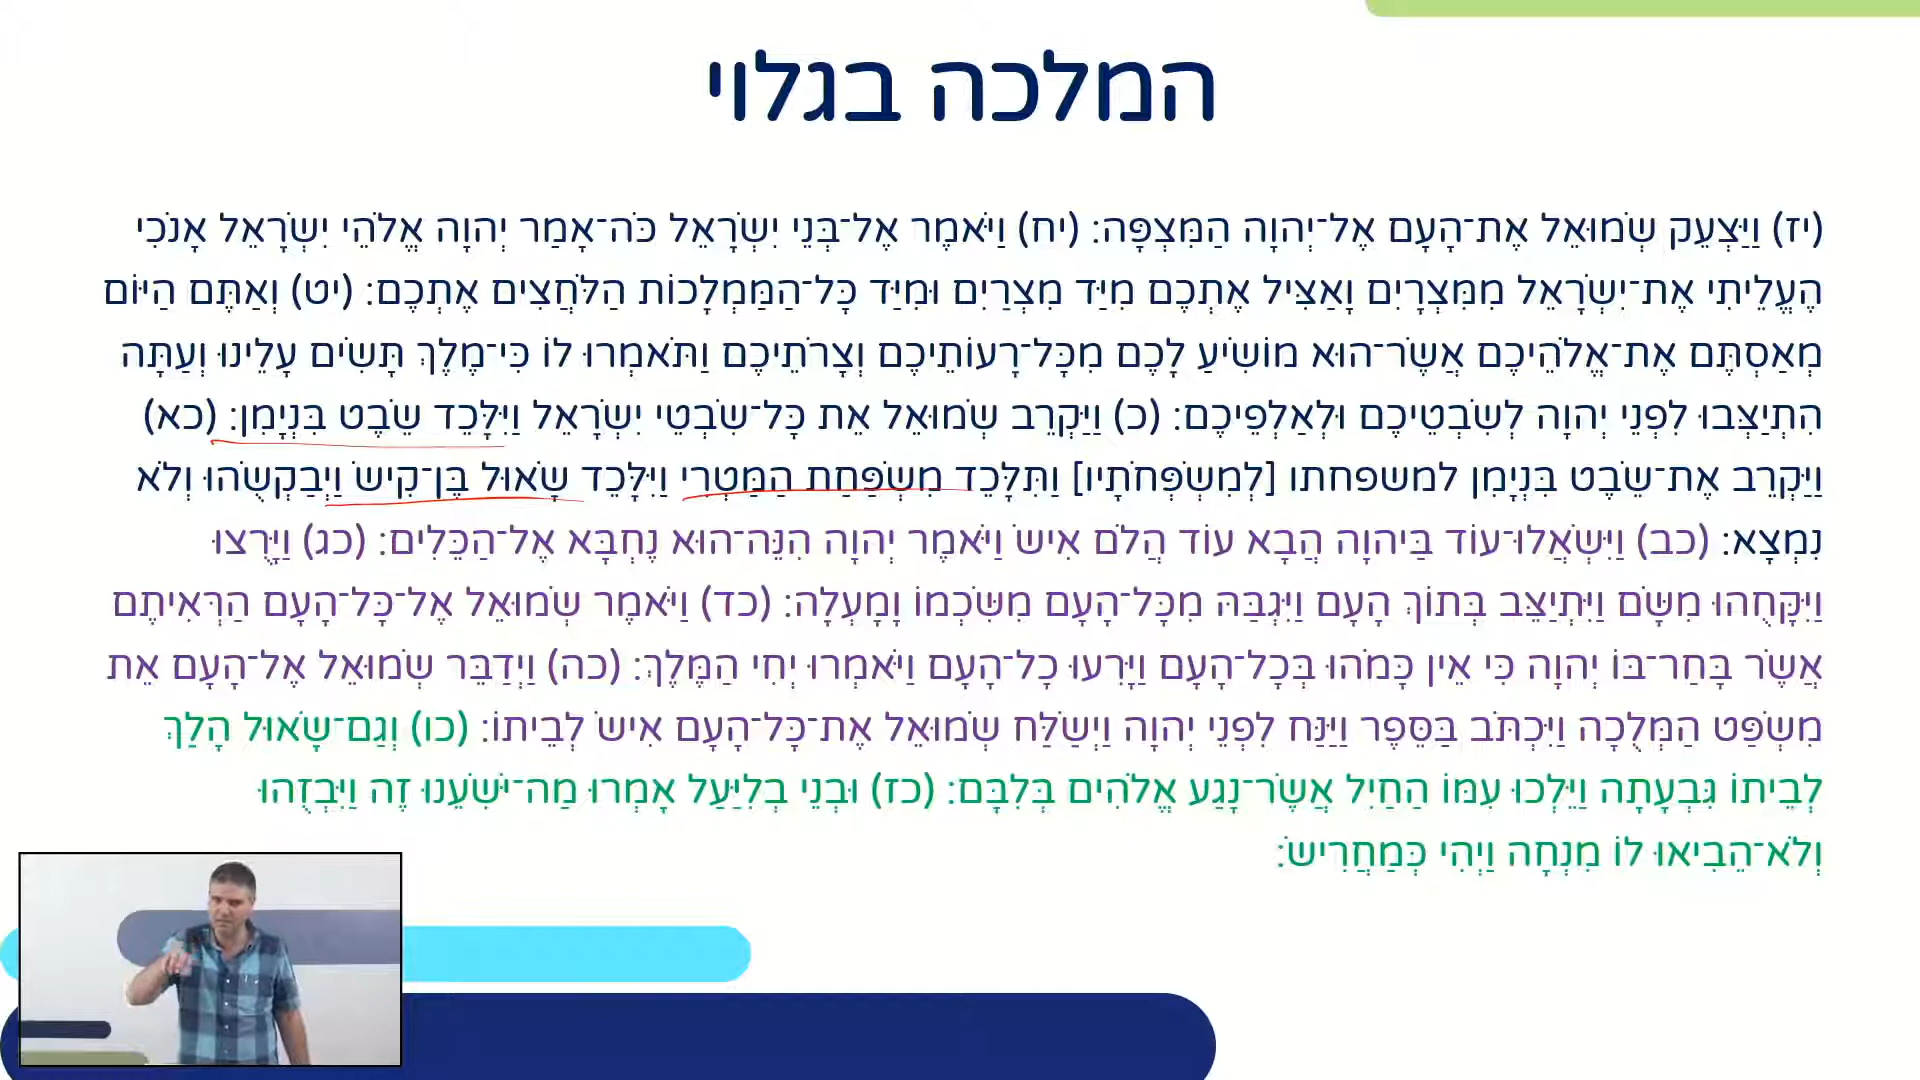 המלכה בגלוי
(יז) וַיַּצְעֵק שְׁמוּאֵל אֶת־הָעָם אֶל־יְהוָה הַמִּצְפָּה: (יח) וַיֹּאמֶר אֶל־בְּנֵי יִשְׂרָאֵל כֹּה־אָמַר יְהוָה אֱלֹהֵי יִשְׂרָאֵל אָנֹכִי
הֶעֱלֵיתִי אֶת־יִשְׂרָאֵל מִמִּצְרָיִם וָאַצִּיל אֶתְכֶם מִיַּד מִצְרַיִם וּמִיַּד כָּל־הַמַּמְלָכוֹת הַלֹּחֲצִים אֶתְכֶם: (יט) וְאַתֶּם הַיּוֹם
מְאַסְתֶּם אֶת־אֱלֹהֵיכֶם אֲשֶׁר־הוּא מוֹשִׁיעַ לָכֶם מִכָּל־רָעוֹתֵיכֶם וְצָרֹתֵיכֶם וַתֹּאמְרוּ לוֹ כִּי־מֶלֶךְ תָּשִׂים עָלֵינוּ וְעַתָּה
הִתְיַצְּבוּ לִפְנֵי יְהוָה לְשִׁבְטֵיכֶם וּלְאַלְפֵיכֶם: (כ) וַיַּקְרֵב שְׁמוּאֵל אֵת כָּל־שִׁבְטֵי יִשְׂרָאֵל וַיִּלָּכֵד שֵׁבֶט בִּנְיָמִן: (כא)
וַיַּקְרֵב אֶת־שֵׁבֶט בִּנְיָמִן למשפחתו [לְמִשְׁפְּחֹתָיו] וַתִּלָּכֵד מִשְׁפַּחַת הַמַּטְרִי וַיִּלָּכֵד שָׁאוּל בֶּן־קִישׁ וַיְבַקְשֻׁהוּ וְלֹא
נִמְצָא: (כב) וַיִּשְׁאֲלוּ־עוֹד בַּיהוָה הֲבָא עוֹד הֲלֹם אִישׁ וַיֹּאמֶר יְהוָה הִנֵּה־הוּא נֶחְבָּא אֶל־הַכֵּלִים: (כג) וַיָּרֻצוּ
וַיִּקָּחֻהוּ מִשָּׁם וַיִּתְיַצֵּב בְּתוֹךְ הָעָם וַיִּגְבַּהּ מִכָּל־הָעָם מִשִּׁכְמוֹ וָמָעְלָה: (כד) וַיֹּאמֶר שְׁמוּאֵל אֶל־כָּל־הָעָם הַרְּאִיתֶם
אֲשֶׁר בָּחַר־בּוֹ יְהוָה כִּי אֵין כָּמֹהוּ בְּכָל־הָעָם וַיָּרִעוּ כָל־הָעָם וַיֹּאמְרוּ יְחִי הַמֶּלֶךְ: (כה) וַיְדַבֵּר שְׁמוּאֵל אֶל־הָעָם אֵת
מִשְׁפַּט הַמְּלֻכָה וַיִּכְתֹּב בַּסֵּפֶר וַיַּנַּח לִפְנֵי יְהוָה וַיְשַׁלַּח שְׁמוּאֵל אֶת־כָּל־הָעָם אִישׁ לְבֵיתוֹ: (כו) וְגַם־שָׁאוּל הָלַךְ
לְבֵיתוֹ גִּבְעָתָה וַיֵּלְכוּ עִמּוֹ הַחַיִל אֲשֶׁר־נָגַע אֱלֹהִים בְּלִבָּם: (כז) וּבְנֵי בְלִיַּעַל אָמְרוּ מַה־יֹּשִׁעֵנוּ זֶה וַיִּבְזֻהוּ
וְלֹא־הֵבִיאוּ לוֹ מִנְחָה וַיְהִי כְּמַחֲרִישׁ: